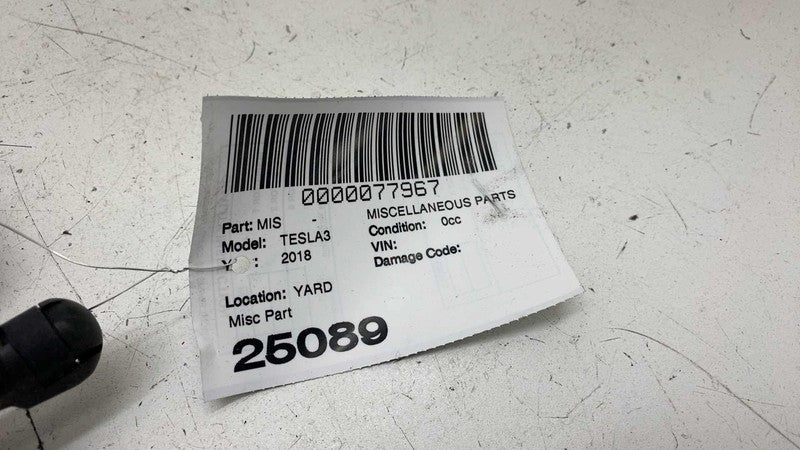 0000077967
Part: MIS - MISCELLANEOUS PARTS
Model: TESLA3 Condition: 0cc
2018 VIN:
Damage Code:
Location: YARD
Misc Part
25089